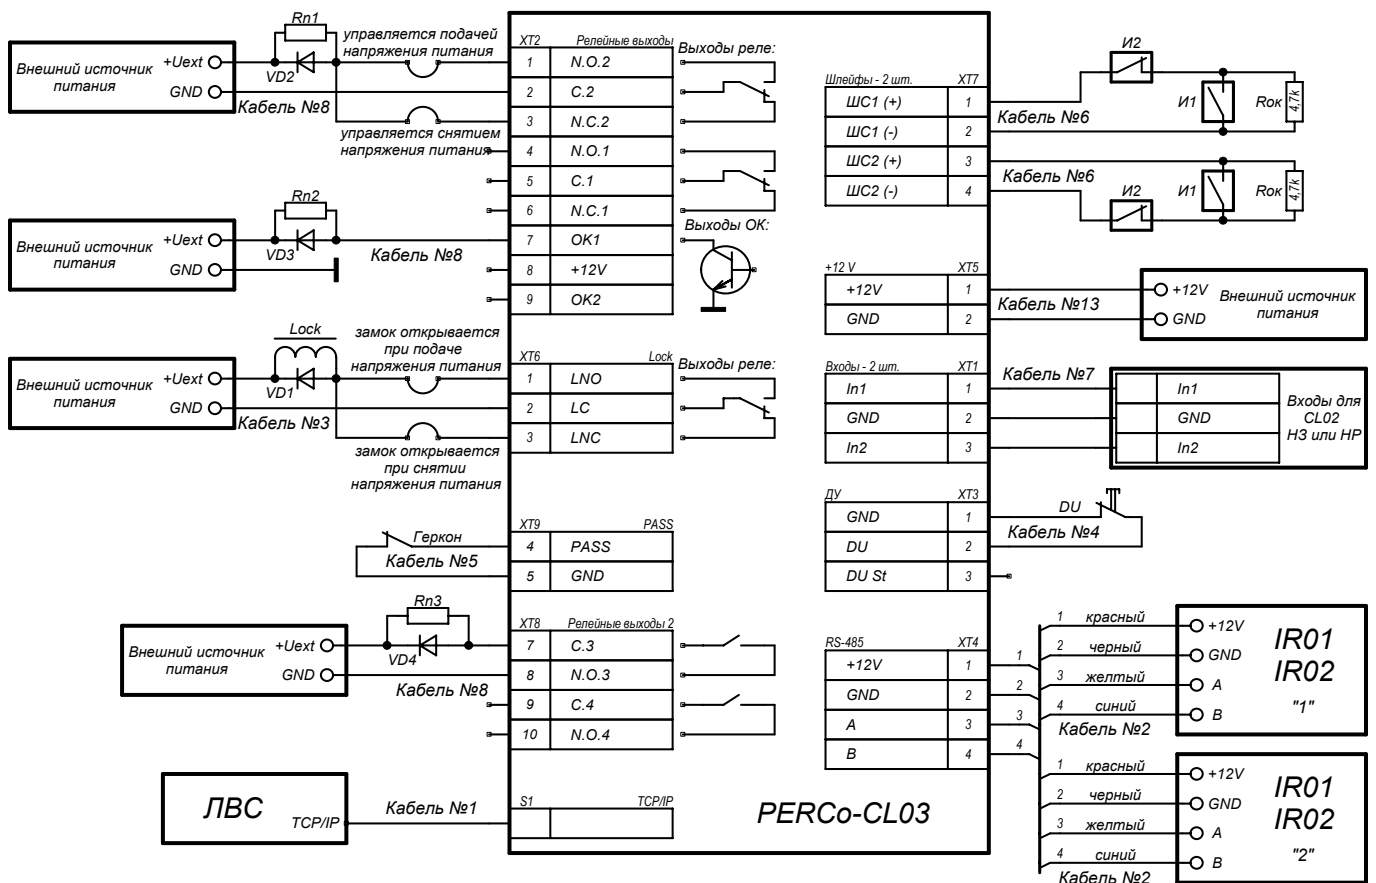 Rn1
управляется подачей
напряжения питания
Внешний источник
питания
+Uext
GND
VD2
Кабель №8
управляется снятием
напряжения питания
XT2 Релейные выходы
1 N.O.2
2 C.2
3 N.C.2
4 N.O.1
5 C.1
6 N.C.1
7 OK1
8 +12V
9 OK2
Выходы реле:
Выходы ОК:
Rn2
Внешний источник
питания
+Uext
GND
VD3
Кабель №8
Lock
замок открывается
при подаче
напряжения питания
Внешний источник
питания
+Uext
GND
VD1
Кабель №3
замок открывается
при снятии
напряжения питания
XT6 Lock
1 LNO
2 LC
3 LNC
Выходы реле:
Геркон
Кабель №5
XT9 PASS
4 PASS
5 GND
Rn3
Внешний источник
питания
+Uext
GND
VD4
Кабель №8
XT8 Релейные выходы 2
7 C.3
8 N.O.3
9 C.4
10 N.O.4
ЛВС
TCP/IP
Кабель №1
S1 TCP/IP
PERCo-CL03
Шлейфы - 2 шт. XT7
ШС1 (+) 1
ШС1 (-) 2
ШС2 (+) 3
ШС2 (-) 4
Кабель №6
И2
И1
Rок
4,7k
Кабель №6
И2
И1
Rок
4,7k
+12 V XT5
+12V 1
GND 2
Кабель №13
+12V
GND
Внешний источник
питания
Входы - 2 шт. XT1
In1 1
GND 2
In2 3
Кабель №7
In1
GND
In2
Входы для
CL02
НЗ или НР
ДУ XT3
GND 1
DU 2
DU St 3
DU
Кабель №4
RS-485 XT4
+12V 1
GND 2
A 3
B 4
1
2
3
4
1 красный
2 черный
3 желтый
4 синий
Кабель №2
+12V
GND
A
B
IR01
IR02
"1"
1 красный
2 черный
3 желтый
4 синий
Кабель №2
+12V
GND
A
B
IR01
IR02
"2"